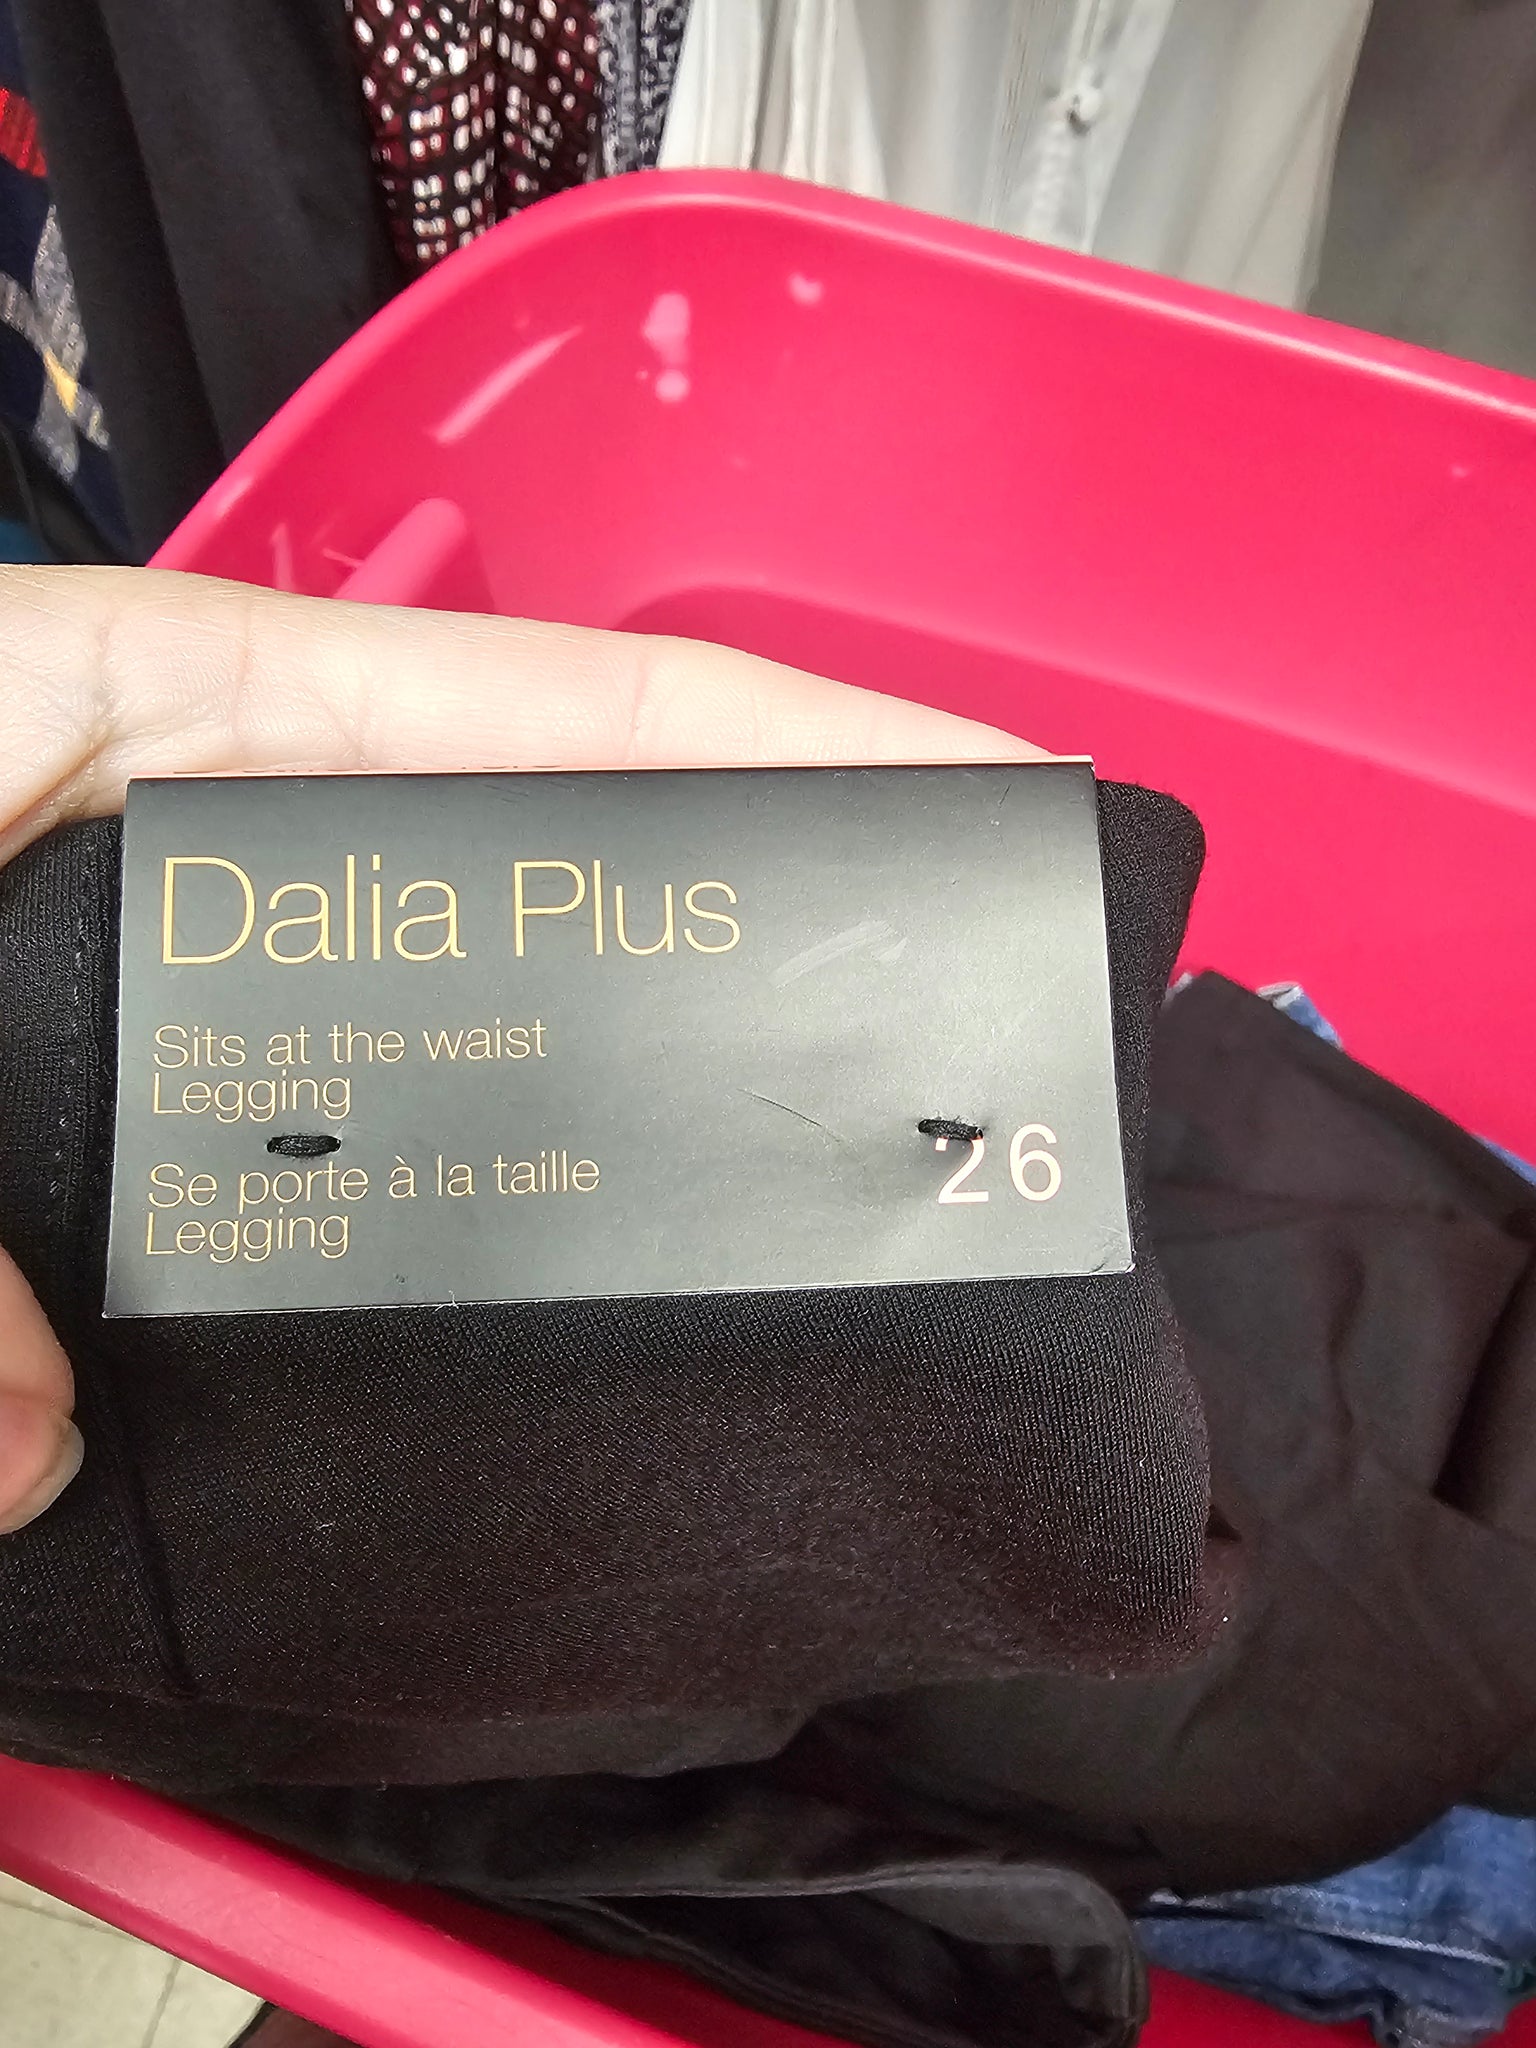 Dalia Plus
Sits at the waist
Legging
Se porte à la taille
Legging
26